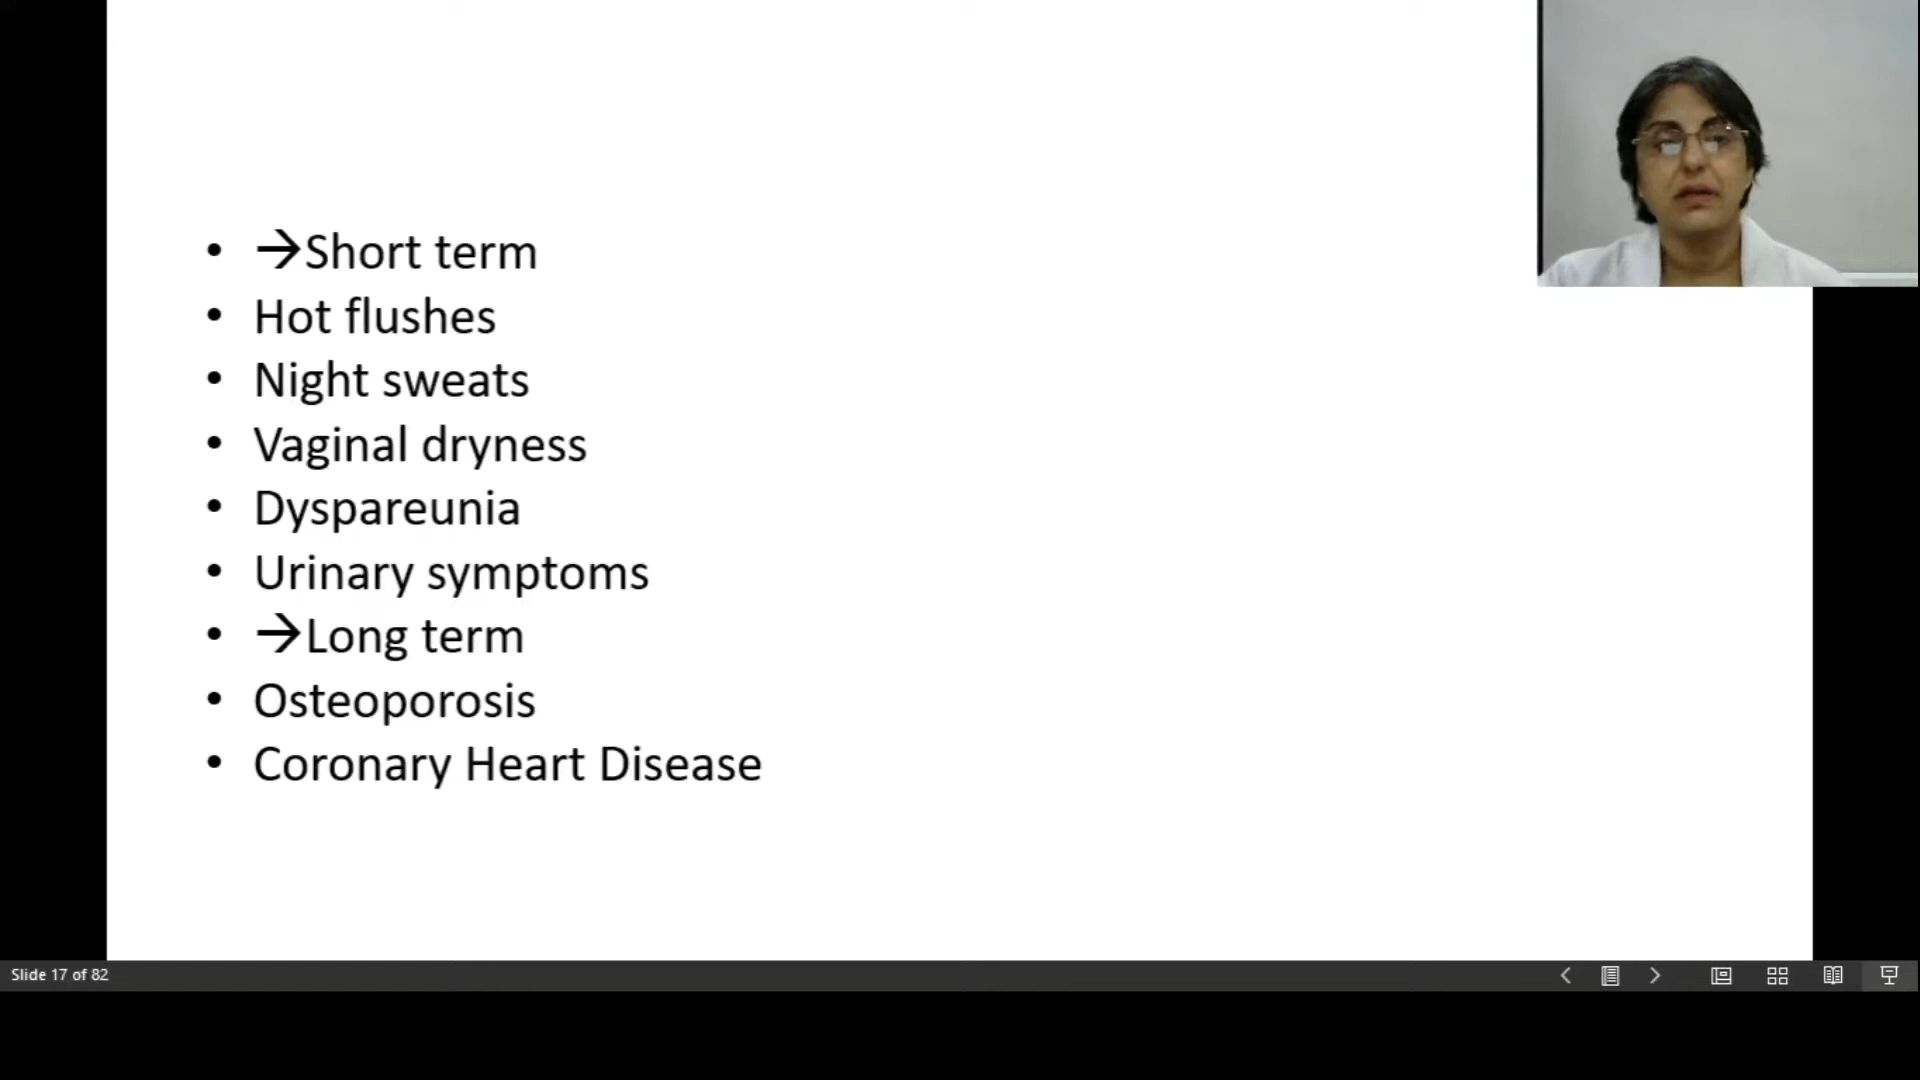 • →Short term
• Hot flushes
• Night sweats
• Vaginal dryness
• Dyspareunia
• Urinary symptoms
• →Long term
• Osteoporosis
• Coronary Heart Disease
Slide 17 of 82